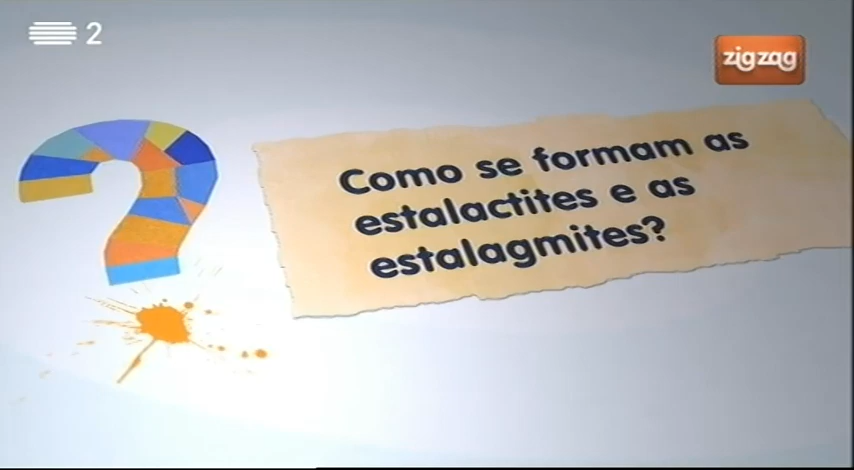 2
zigzag
Como se formam as
estalactites e as
estalagmites?